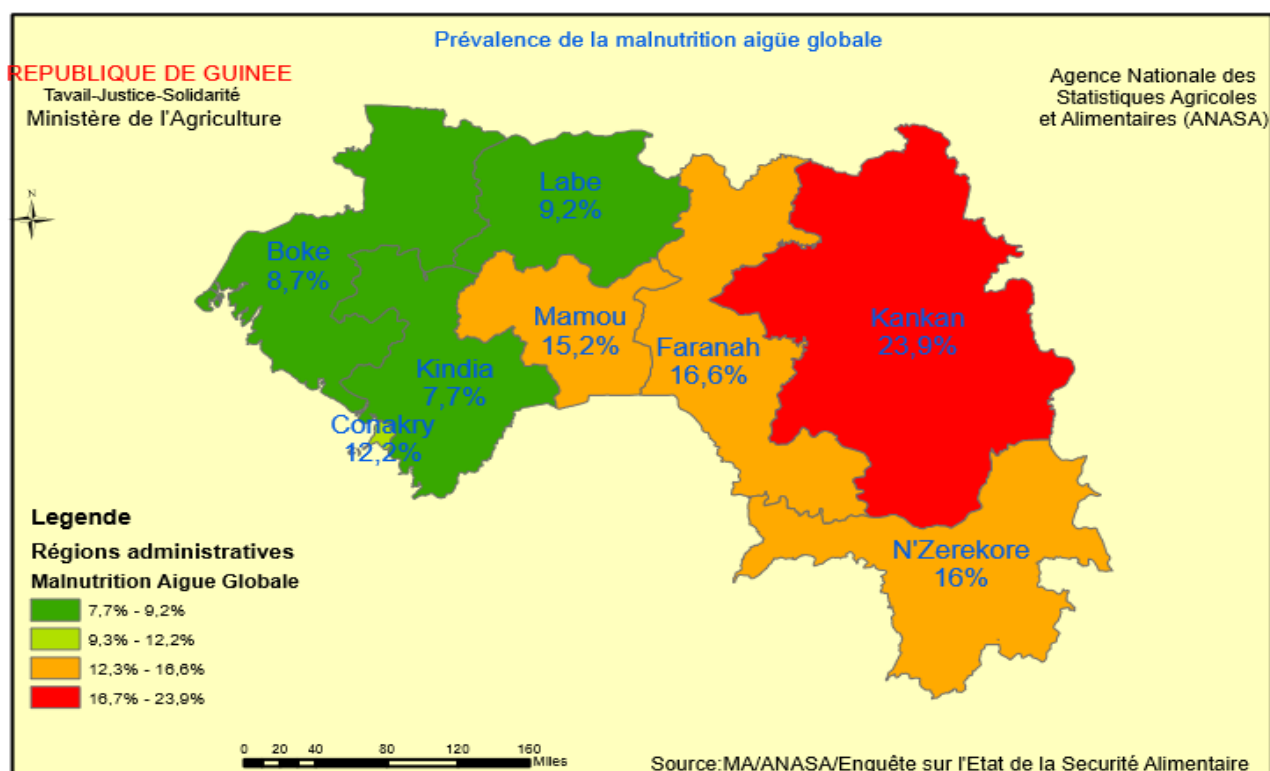 Prévalence de la malnutrition aigüe globale
REPUBLIQUE DE GUINEE
Tavail-Justice-Solidarité
Ministère de l'Agriculture
Agence Nationale des
Statistiques Agricoles
et Alimentaires (ANASA)
N
Labe
9,2%
Boke
8,7%
Mamou
15,2%
Kankan
23,9%
Faranah
16,6%
Kindia
7,7%
Conakry
12,2%
N'Zerekore
16%
Legende
Régions administratives
Malnutrition Aigue Globale
7,7% - 9,2%
9,3% - 12,2%
12,3% - 16,6%
16,7% - 23,9%
0 20 40 80 120 160
Miles
Source:MA/ANASA/Enquête sur l'Etat de la Securité Alimentaire